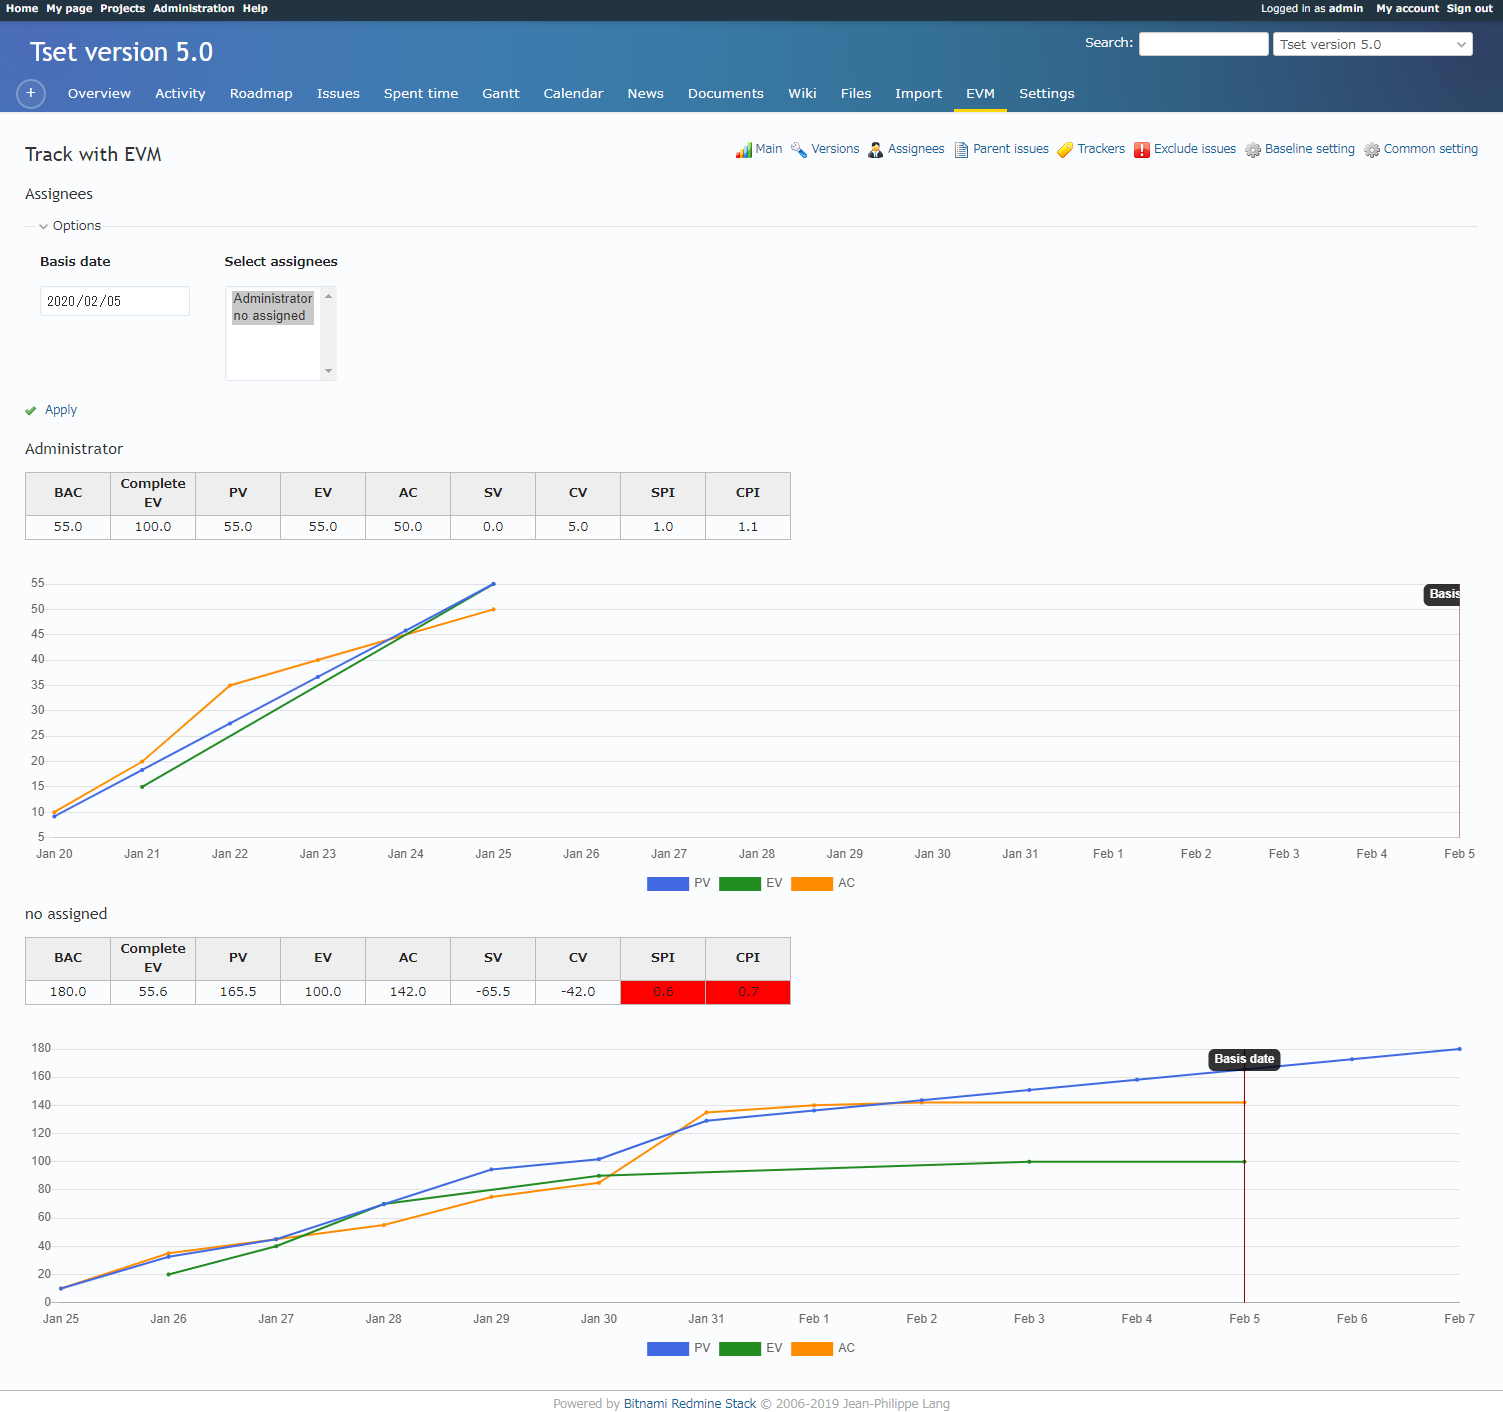 Home My page Projects Administration Help Logged in as admin My account Sign out
Tset version 5.0
Search: Tset version 5.0
+ Overview Activity Roadmap Issues Spent time Gantt Calendar News Documents Wiki Files Import EVM Settings
Track with EVM
Main Versions Assignees Parent issues Trackers Exclude issues Baseline setting Common setting
Assignees
Options
Basis date Select assignees
2020/02/05
Administrator
no assigned
Apply
Administrator
BAC Complete EV PV EV AC SV CV SPI CPI
55.0 100.0 55.0 55.0 50.0 0.0 5.0 1.0 1.1
55
Basis
50
45
40
35
30
25
20
15
10
5
Jan 20 Jan 21 Jan 22 Jan 23 Jan 24 Jan 25 Jan 26 Jan 27 Jan 28 Jan 29 Jan 30 Jan 31 Feb 1 Feb 2 Feb 3 Feb 4 Feb 5
PV EV AC
no assigned
BAC Complete EV PV EV AC SV CV SPI CPI
180.0 55.6 165.5 100.0 142.0 -65.5 -42.0 0.6 0.7
180
Basis date
160
140
120
100
80
60
40
20
0
Jan 25 Jan 26 Jan 27 Jan 28 Jan 29 Jan 30 Jan 31 Feb 1 Feb 2 Feb 3 Feb 4 Feb 5 Feb 6 Feb 7
PV EV AC
Powered by Bitnami Redmine Stack © 2006-2019 Jean-Philippe Lang